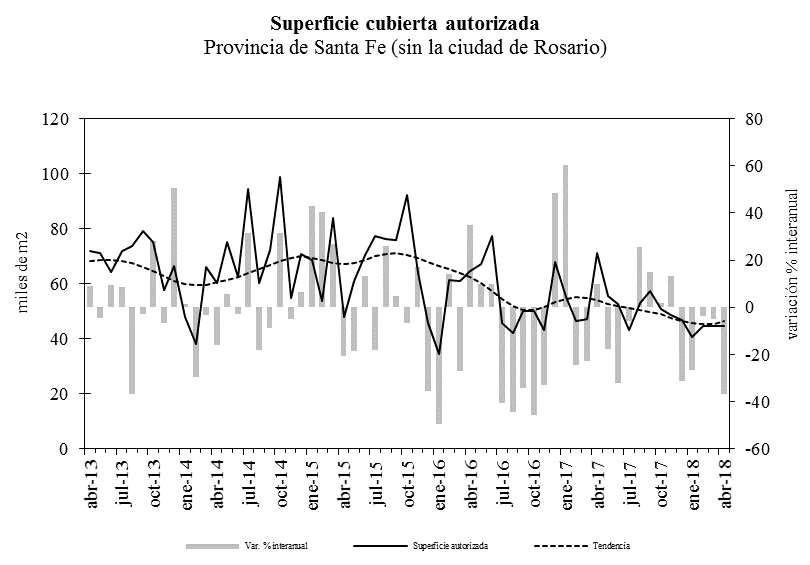 Superficie cubierta autorizada
Provincia de Santa Fe (sin la ciudad de Rosario)
miles de m2
120
100
80
60
40
20
0
80
60
40
20
0
-20
-40
-60
variación % interanual
abr-13
jul-13
oct-13
ene-14
abr-14
jul-14
oct-14
ene-15
abr-15
jul-15
oct-15
ene-16
abr-16
jul-16
oct-16
ene-17
abr-17
jul-17
oct-17
ene-18
abr-18
Var. % interanual
Superficie autorizada
Tendencia